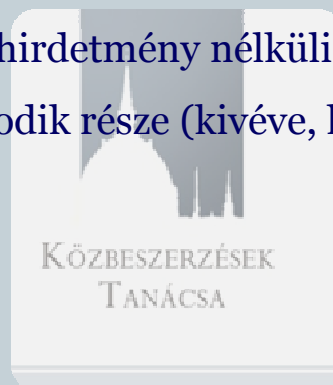 hirdetmény nélküli
odik része (kivéve, h
KÖZBESZERZÉSEK
TANÁCSA